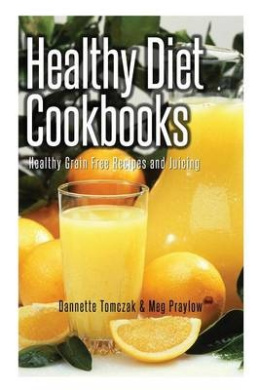 Healthy Diet
Cookbooks
Healthy Grain Free Recipes and Juicing
Dannette Tomczak & Meg Praylow